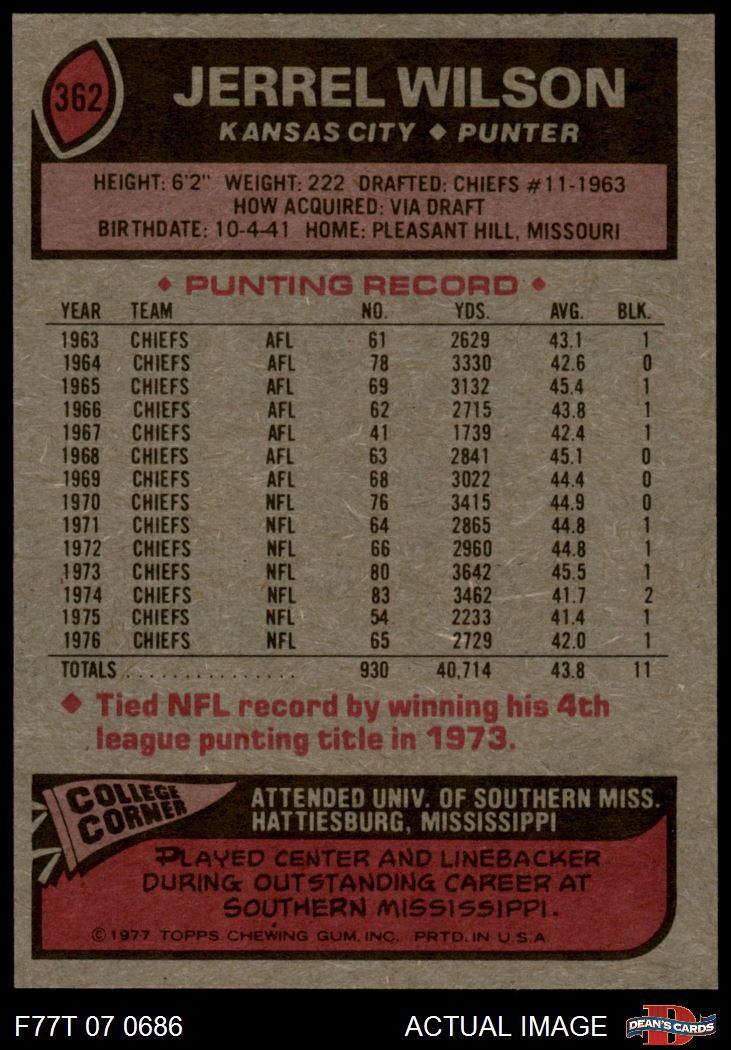 362
JERREL WILSON
KANSAS CITY ◆ PUNTER
HEIGHT: 6'2" WEIGHT: 222 DRAFTED: CHIEFS #11-1963
HOW ACQUIRED: VIA DRAFT
BIRTHDATE: 10-4-41 HOME: PLEASANT HILL, MISSOURI
◆ PUNTING RECORD ◆
YEAR TEAM NO. YDS. AVG. BLK.
1963 CHIEFS AFL 61 2629 43.1 1
1964 CHIEFS AFL 78 3330 42.6 0
1965 CHIEFS AFL 69 3132 45.4 1
1966 CHIEFS AFL 62 2715 43.8 1
1967 CHIEFS AFL 41 1739 42.4 1
1968 CHIEFS AFL 63 2841 45.1 0
1969 CHIEFS AFL 68 3022 44.4 0
1970 CHIEFS NFL 76 3415 44.9 0
1971 CHIEFS NFL 64 2865 44.8 1
1972 CHIEFS NFL 66 2960 44.8 1
1973 CHIEFS NFL 80 3642 45.5 1
1974 CHIEFS NFL 83 3462 41.7 2
1975 CHIEFS NFL 54 2233 41.4 1
1976 CHIEFS NFL 65 2729 42.0 1
TOTALS . . . . . . . . . . . . . . . 930 40,714 43.8 11
◆ Tied NFL record by winning his 4th
league punting title in 1973.
COLLEGE
CORNER
ATTENDED UNIV. OF SOUTHERN MISS.
HATTIESBURG, MISSISSIPPI
PLAYED CENTER AND LINEBACKER
DURING OUTSTANDING CAREER AT
SOUTHERN MISSISSIPPI.
© 1977 TOPPS CHEWING GUM, INC. PRTD. IN U.S.A.
F77T 07 0686 ACTUAL IMAGE
D
DEAN'S CARDS